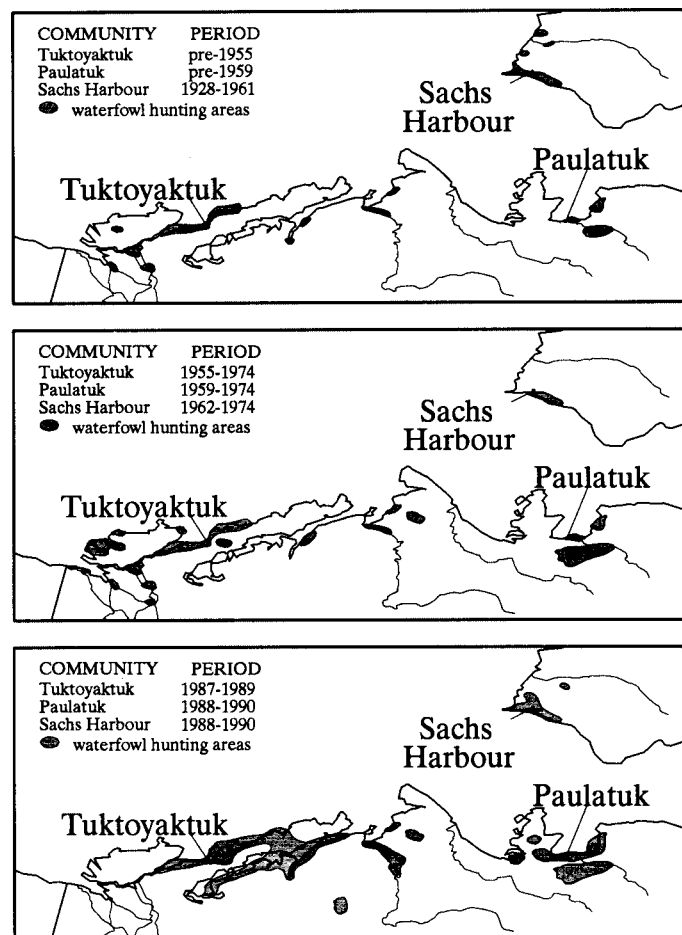 COMMUNITY PERIOD
Tuktoyaktuk pre-1955
Paulatuk pre-1959
Sachs Harbour 1928-1961
waterfowl hunting areas
Sachs
Harbour
Paulatuk
Tuktoyaktuk
COMMUNITY PERIOD
Tuktoyaktuk 1955-1974
Paulatuk 1959-1974
Sachs Harbour 1962-1974
waterfowl hunting areas
Sachs
Harbour
Paulatuk
Tuktoyaktuk
COMMUNITY PERIOD
Tuktoyaktuk 1987-1989
Paulatuk 1988-1990
Sachs Harbour 1988-1990
waterfowl hunting areas
Sachs
Harbour
Paulatuk
Tuktoyaktuk